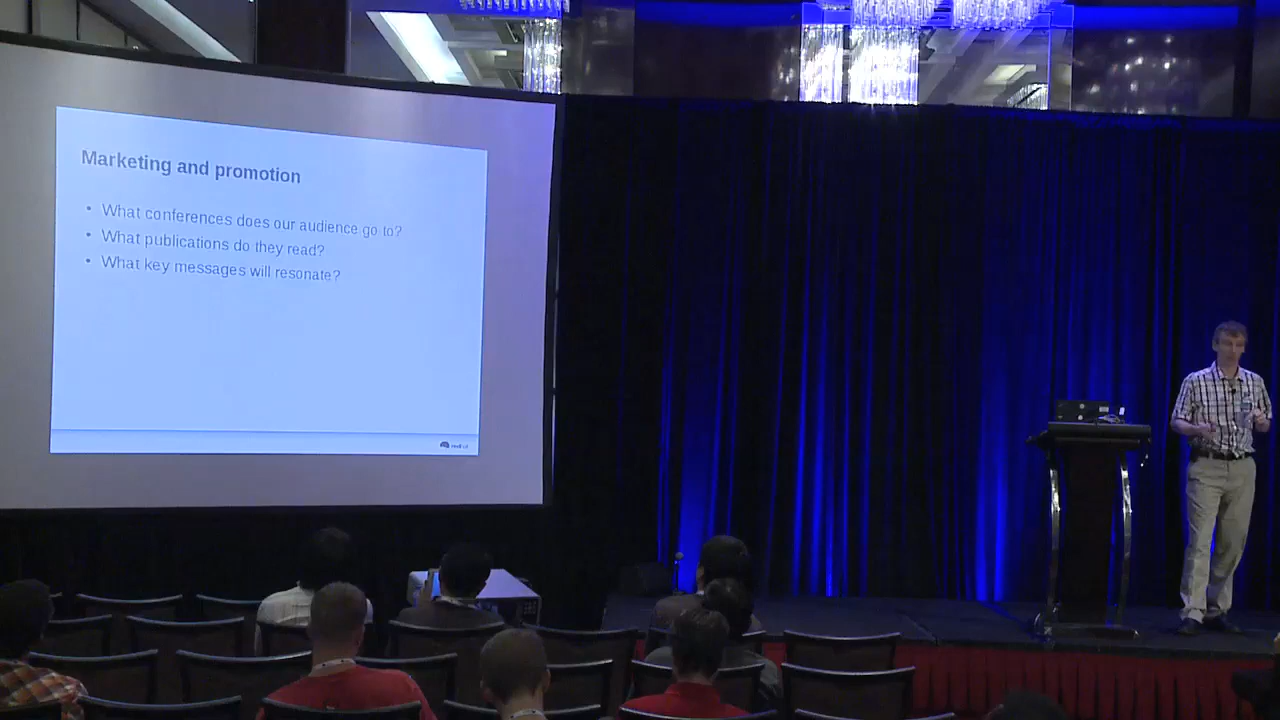 Marketing and promotion
• What conferences does our audience go to?
• What publications do they read?
• What key messages will resonate?